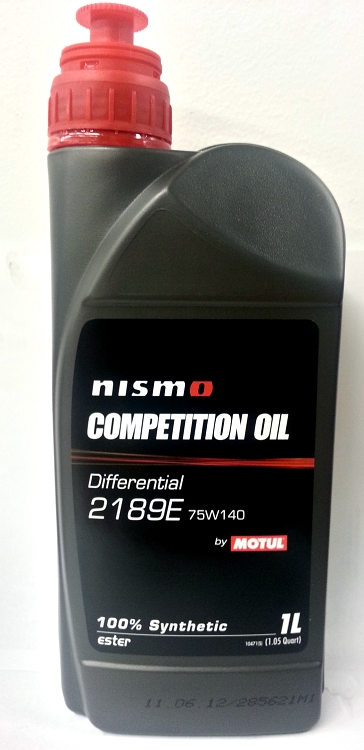 nismo
COMPETITION OIL
Differential
2189E 75W140
by MOTUL
100% Synthetic
ester
1L
(1.05 Quart)
11.06.12/285621M1